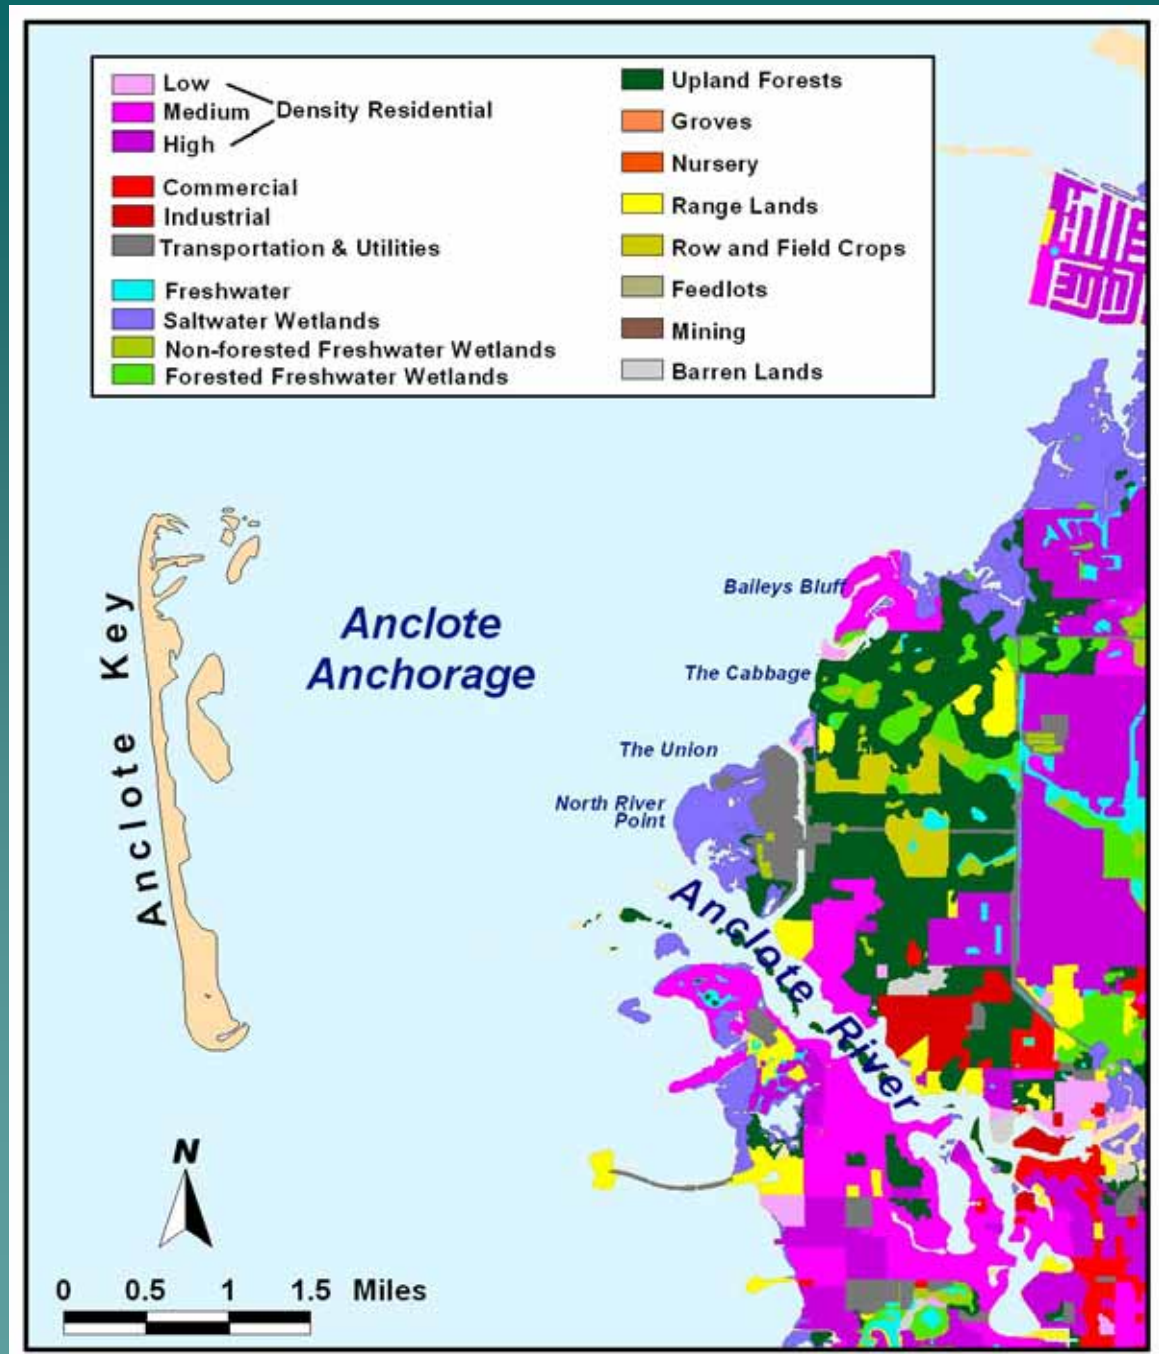 Low
Medium
High
Density Residential
Commercial
Industrial
Transportation & Utilities
Freshwater
Saltwater Wetlands
Non-forested Freshwater Wetlands
Forested Freshwater Wetlands
Upland Forests
Groves
Nursery
Range Lands
Row and Field Crops
Feedlots
Mining
Barren Lands
Baileys Bluff
Anclote
Anchorage
The Cabbage
Anclote Key
The Union
North River
Point
Anclote River
N
0 0.5 1 1.5 Miles